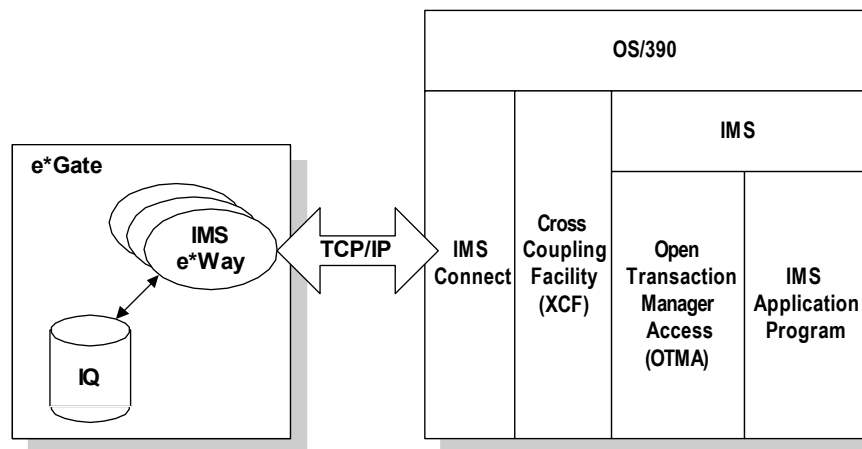 OS/390
IMS
e*Gate
IMS
e*Way
TCP/IP
IMS
Connect
Cross
Coupling
Facility
(XCF)
Open
Transaction
Manager
Access
(OTMA)
IMS
Application
Program
IQ